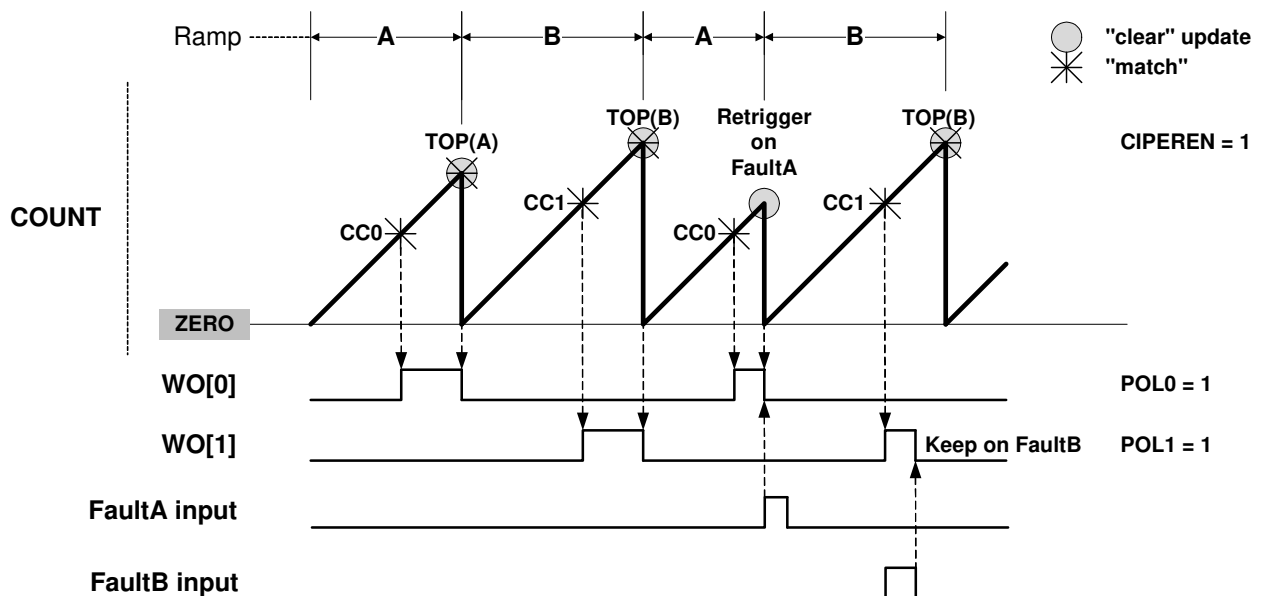 Ramp A B A B
"clear" update
"match"
TOP(A)
TOP(B)
Retrigger
on
FaultA
TOP(B)
CIPEREN = 1
COUNT
CC0
CC1
CC0
CC1
ZERO
WO[0]
POL0 = 1
WO[1]
Keep on FaultB
POL1 = 1
FaultA input
FaultB input